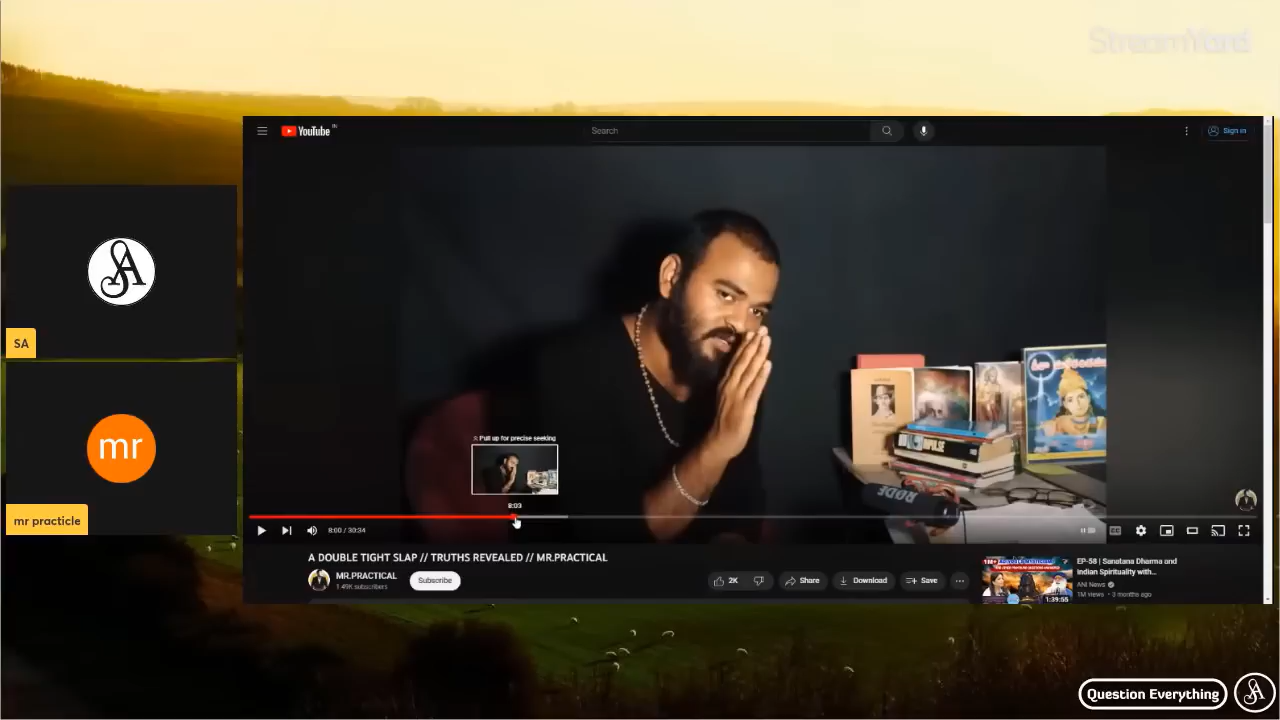 StreamYard
YouTube IN
Search
Sign in
SA
mr
mr practicle
Pull up for precise seeking
8:03
8:00 / 30:34
RØDE
A DOUBLE TIGHT SLAP // TRUTHS REVEALED // MR.PRACTICAL
MR.PRACTICAL
1.49K subscribers
Subscribe
2K
Share
Download
Save
EP-58 | Sanatana Dharma and
Indian Spirituality with...
ANI News
1M views • 3 months ago
1:39:55
Question Everything